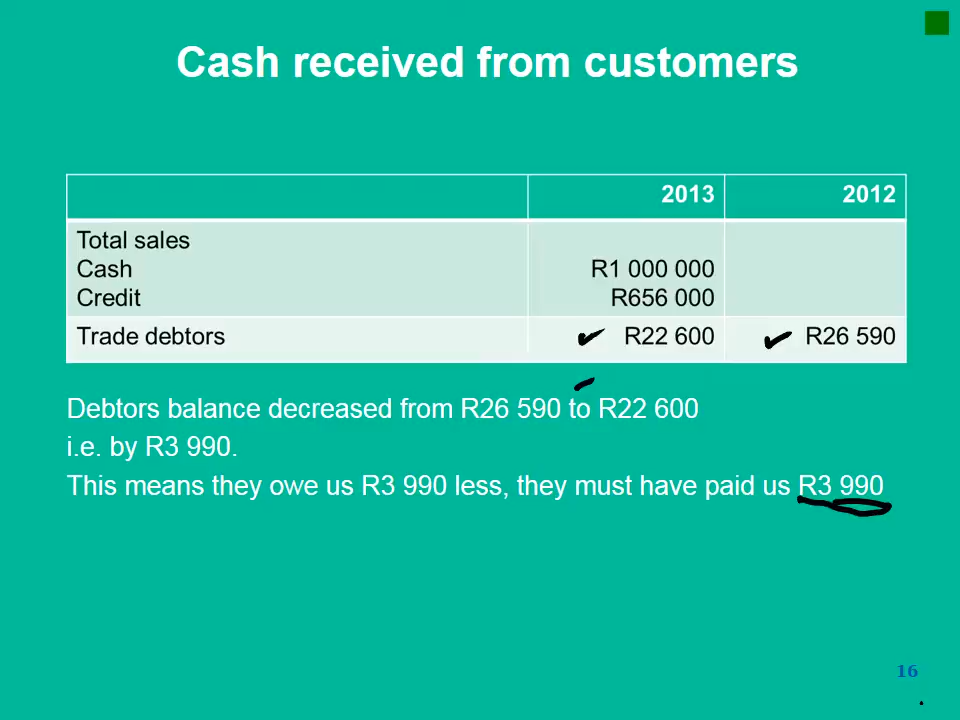 Cash received from customers
2013 2012
Total sales
Cash R1 000 000
Credit R656 000
Trade debtors R22 600 R26 590
Debtors balance decreased from R26 590 to R22 600
i.e. by R3 990.
This means they owe us R3 990 less, they must have paid us R3 990
16